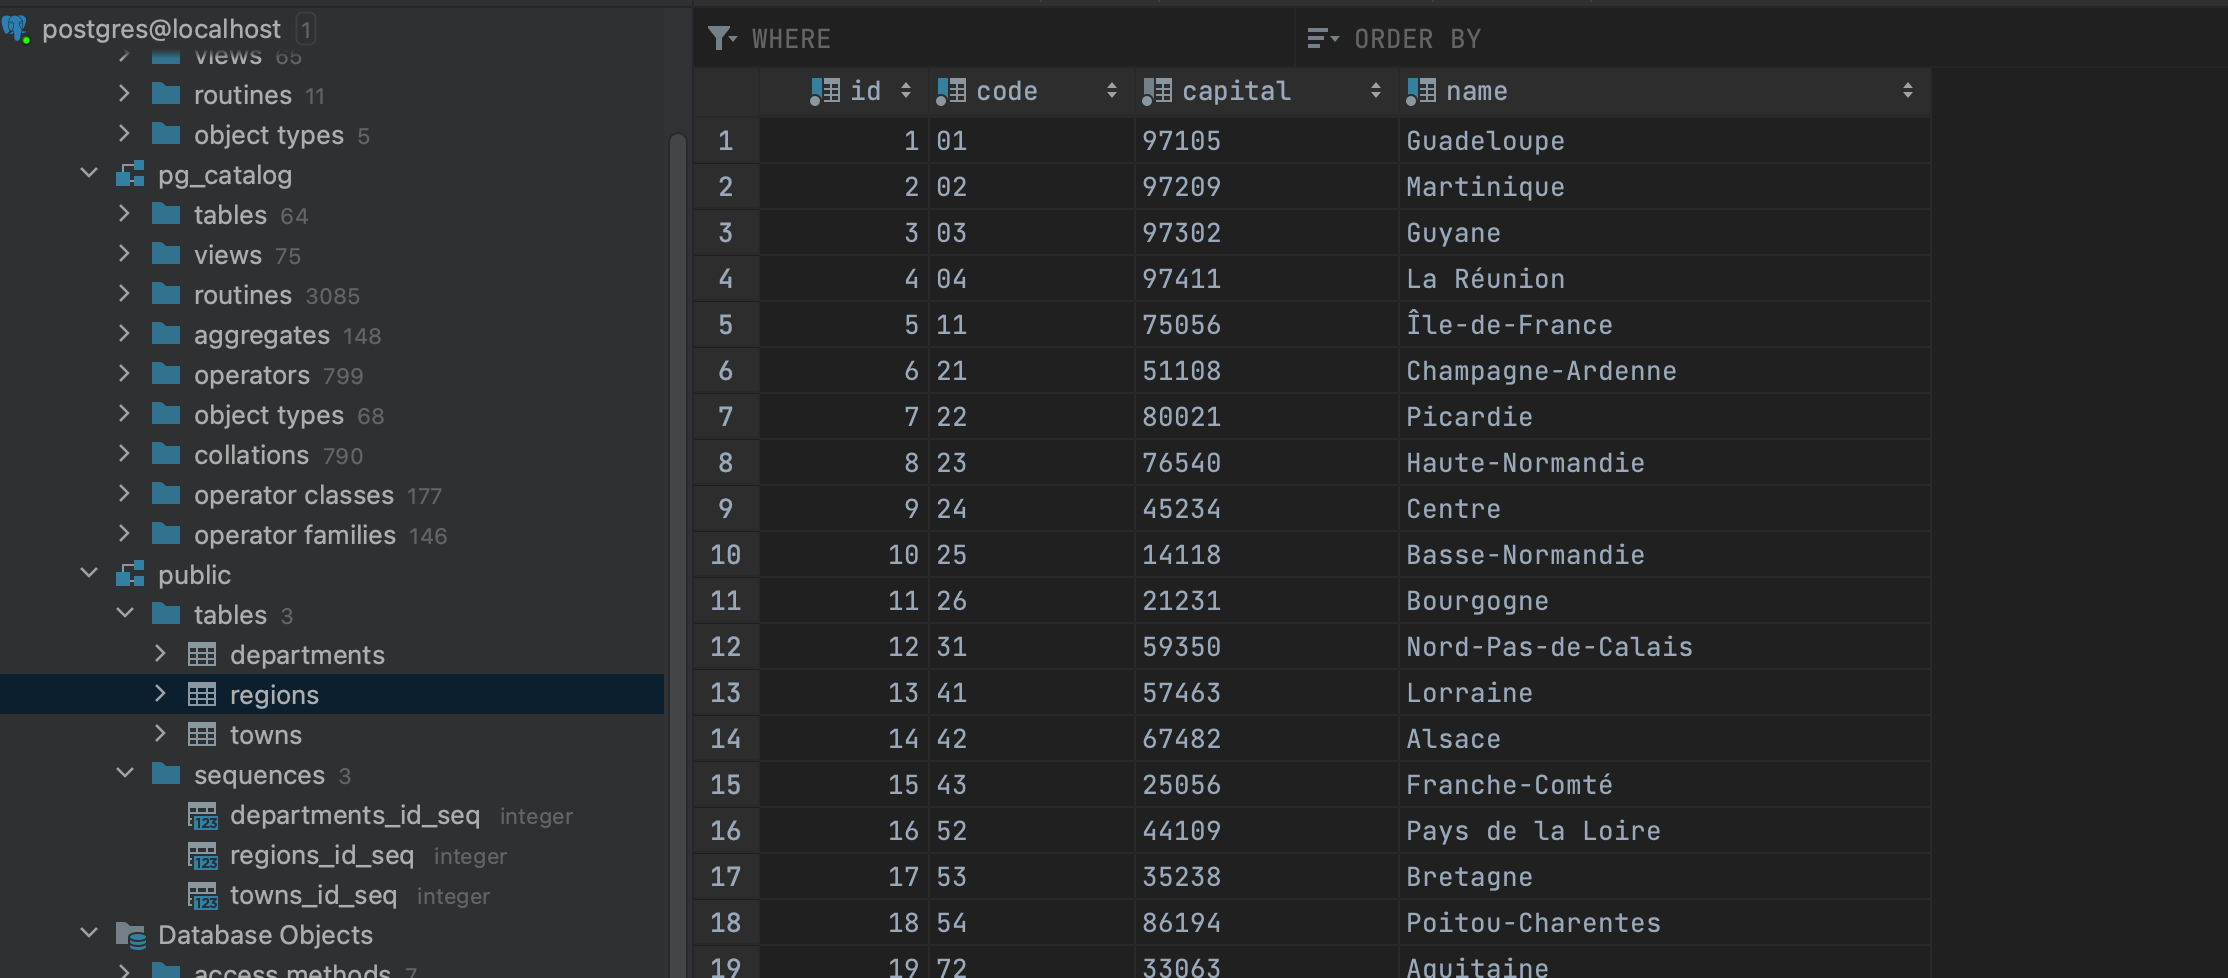 postgres@localhost 1
views 65
routines 11
object types 5
pg_catalog
tables 64
views 75
routines 3085
aggregates 148
operators 799
object types 68
collations 790
operator classes 177
operator families 146
public
tables 3
departments
regions
towns
sequences 3
departments_id_seq integer
regions_id_seq integer
towns_id_seq integer
Database Objects
access methods 7
WHERE ORDER BY
id code capital name
1 1 01 97105 Guadeloupe
2 2 02 97209 Martinique
3 3 03 97302 Guyane
4 4 04 97411 La Réunion
5 5 11 75056 Île-de-France
6 6 21 51108 Champagne-Ardenne
7 7 22 80021 Picardie
8 8 23 76540 Haute-Normandie
9 9 24 45234 Centre
10 10 25 14118 Basse-Normandie
11 11 26 21231 Bourgogne
12 12 31 59350 Nord-Pas-de-Calais
13 13 41 57463 Lorraine
14 14 42 67482 Alsace
15 15 43 25056 Franche-Comté
16 16 52 44109 Pays de la Loire
17 17 53 35238 Bretagne
18 18 54 86194 Poitou-Charentes
19 19 72 33063 Aquitaine